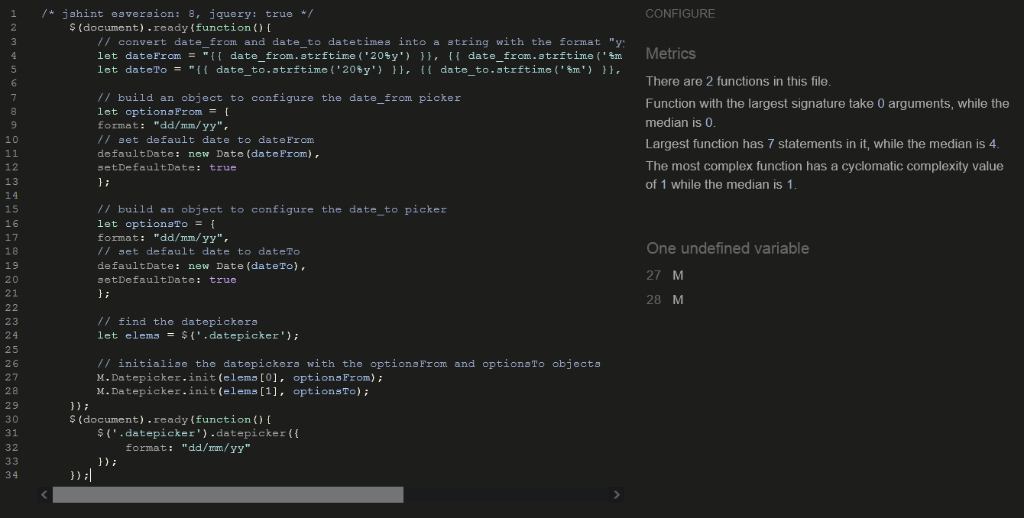 1 /* jshint esversion: 8, jquery: true */
2 $(document).ready(function(){
3 // convert date_from and date_to datetimes into a string with the format "y
4 let dateFrom = "{{ date_from.strftime('20%y') }}, {{ date_from.strftime('%m
5 let dateTo = "{{ date_to.strftime('20%y') }}, {{ date_to.strftime('%m') }},
6
7 // build an object to configure the date_from picker
8 let optionsFrom = {
9 format: "dd/mm/yy",
10 // set default date to dateFrom
11 defaultDate: new Date(dateFrom),
12 setDefaultDate: true
13 };
14
15 // build an object to configure the date_to picker
16 let optionsTo = {
17 format: "dd/mm/yy",
18 // set default date to dateTo
19 defaultDate: new Date(dateTo),
20 setDefaultDate: true
21 };
22
23 // find the datepickers
24 let elems = $('.datepicker');
25
26 // initialise the datepickers with the optionsFrom and optionsTo objects
27 M.Datepicker.init(elems[0], optionsFrom);
28 M.Datepicker.init(elems[1], optionsTo);
29 });
30 $(document).ready(function(){
31 $('.datepicker').datepicker({
32 format: "dd/mm/yy"
33 });
34 });
CONFIGURE
Metrics
There are 2 functions in this file.
Function with the largest signature take 0 arguments, while the
median is 0.
Largest function has 7 statements in it, while the median is 4.
The most complex function has a cyclomatic complexity value
of 1 while the median is 1.
One undefined variable
27 M
28 M